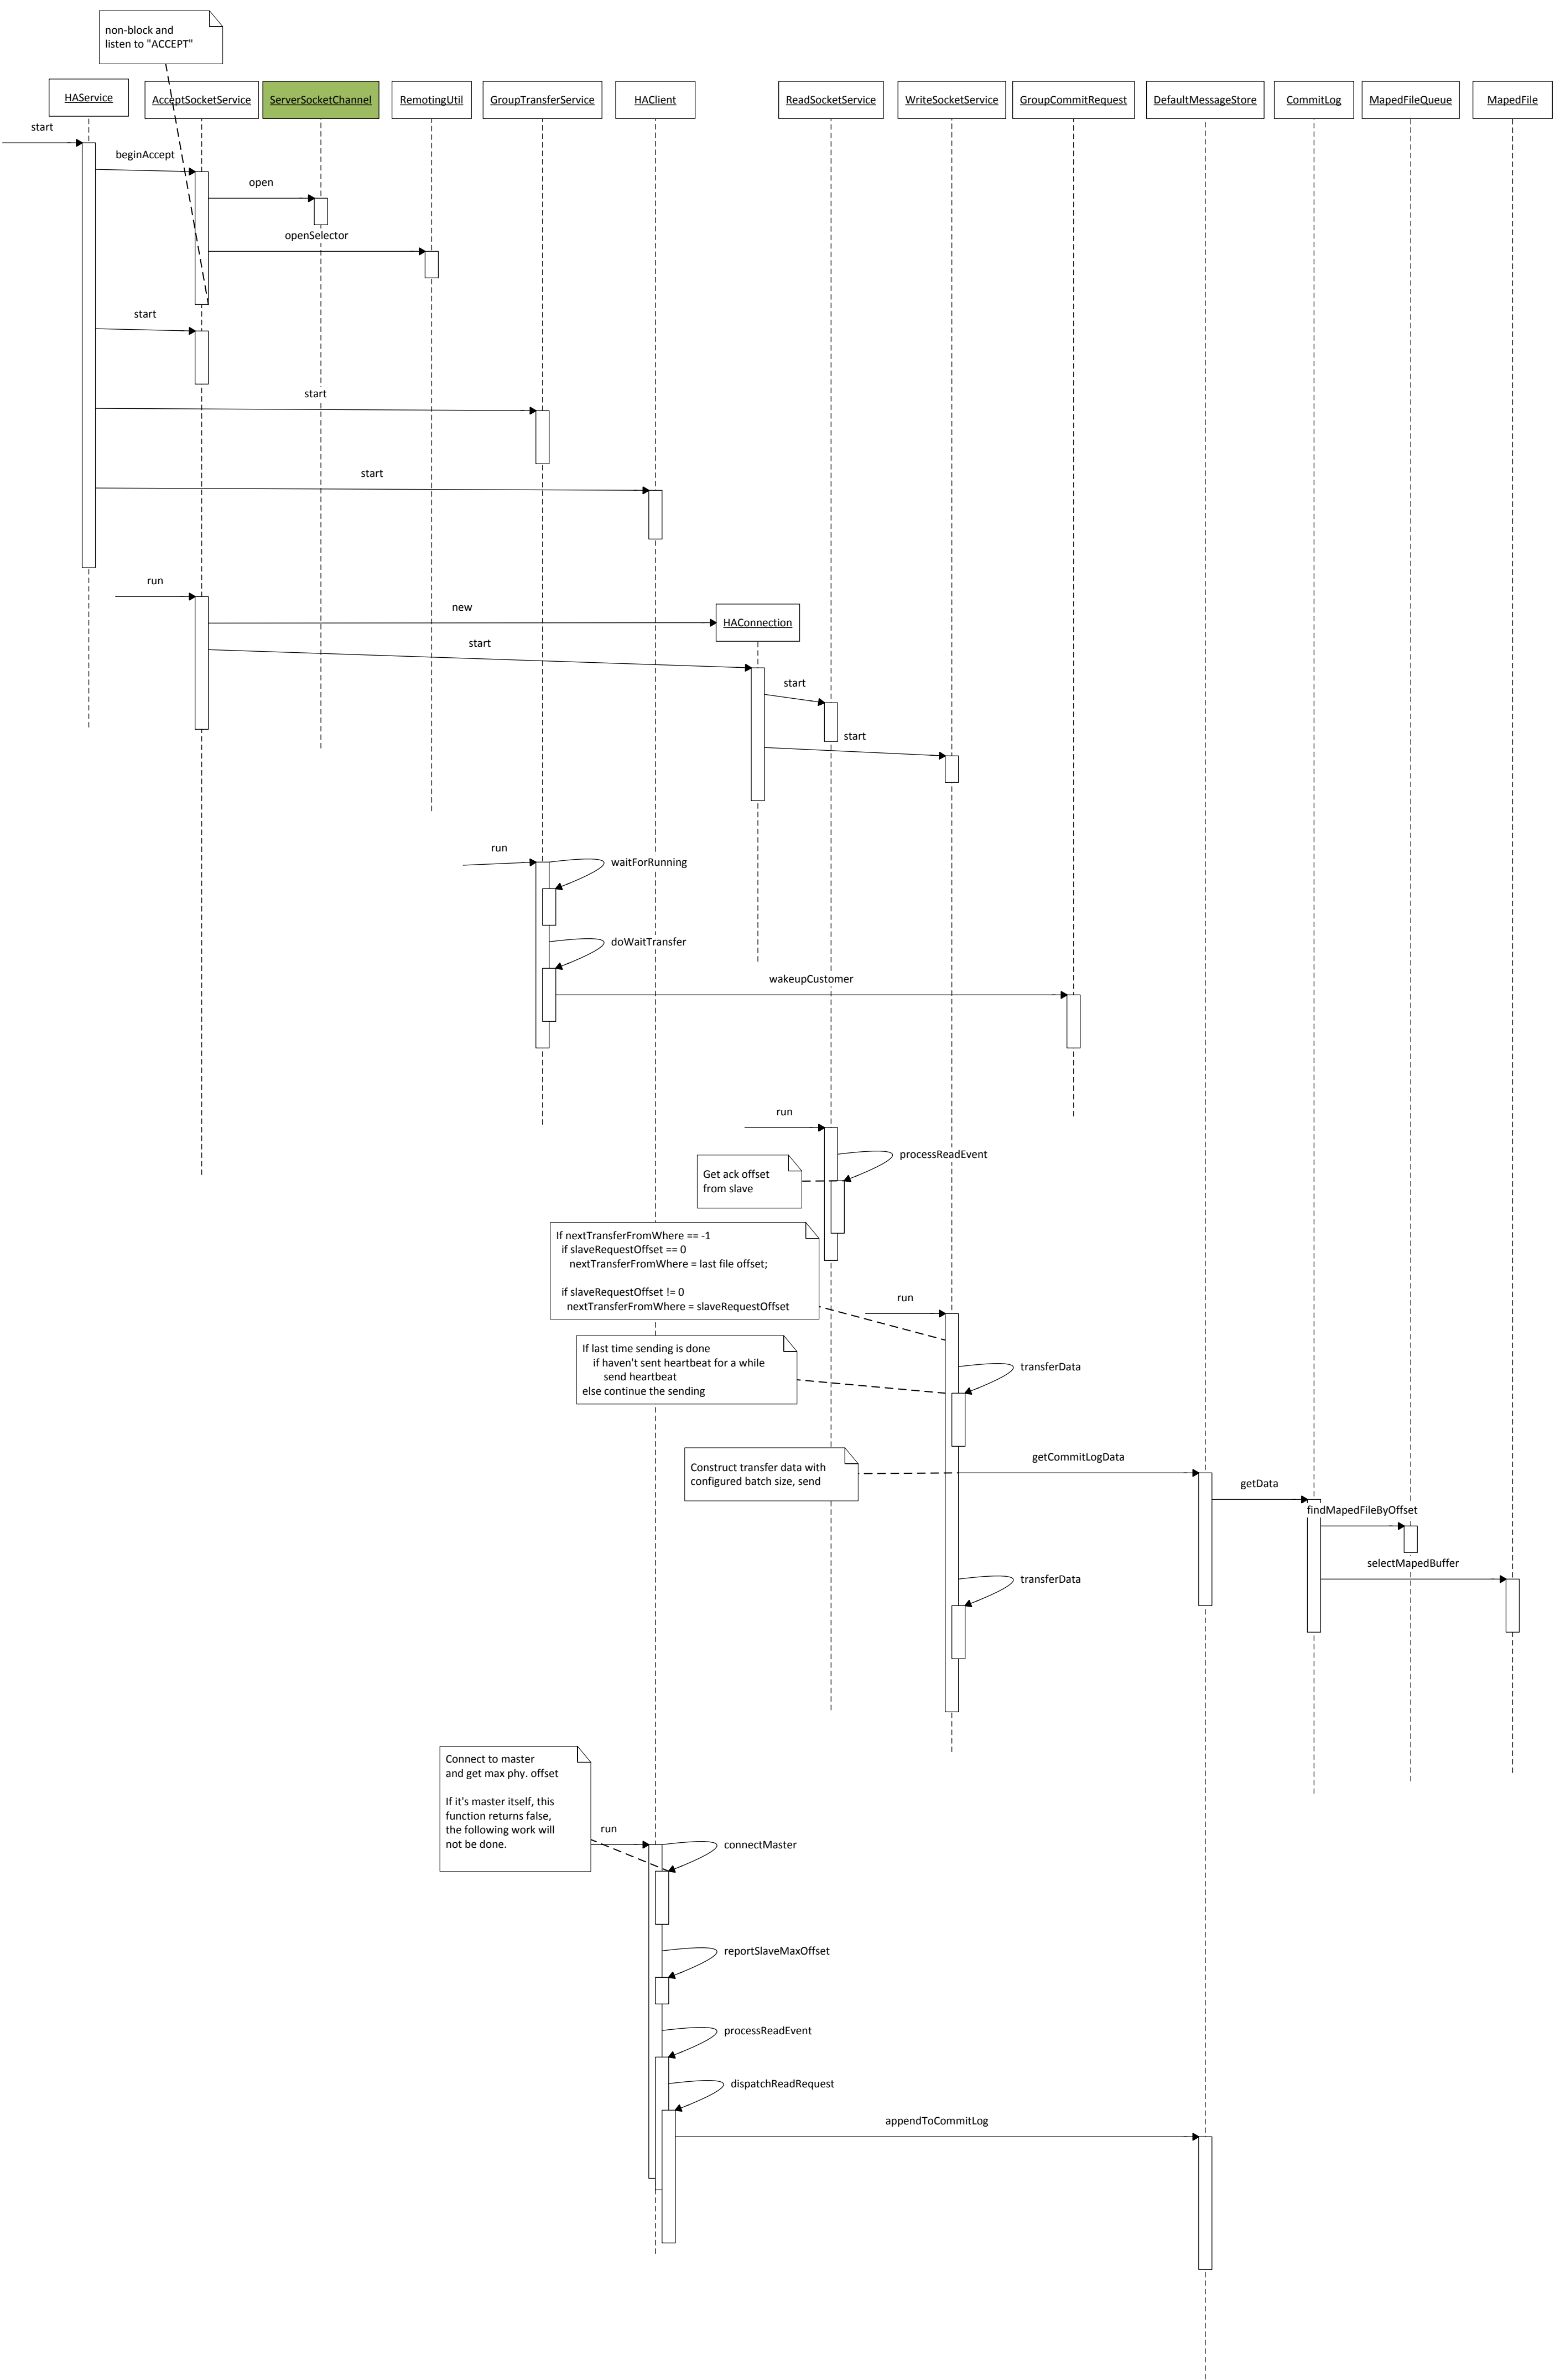 non-block and
listen to "ACCEPT"
HAService
AcceptSocketService
ServerSocketChannel
RemotingUtil
GroupTransferService
HAClient
ReadSocketService
WriteSocketService
GroupCommitRequest
DefaultMessageStore
CommitLog
MapedFileQueue
MapedFile
start
beginAccept
open
openSelector
start
start
start
run
new
HAConnection
start
start
start
run
waitForRunning
doWaitTransfer
wakeupCustomer
run
processReadEvent
Get ack offset
from slave
If nextTransferFromWhere == -1
if slaveRequestOffset == 0
nextTransferFromWhere = last file offset;
if slaveRequestOffset != 0
nextTransferFromWhere = slaveRequestOffset
run
If last time sending is done
if haven't sent heartbeat for a while
send heartbeat
else continue the sending
transferData
getCommitLogData
Construct transfer data with
configured batch size, send
getData
findMapedFileByOffset
selectMapedBuffer
transferData
Connect to master
and get max phy. offset
If it's master itself, this
function returns false,
the following work will
not be done.
run
connectMaster
reportSlaveMaxOffset
processReadEvent
dispatchReadRequest
appendToCommitLog